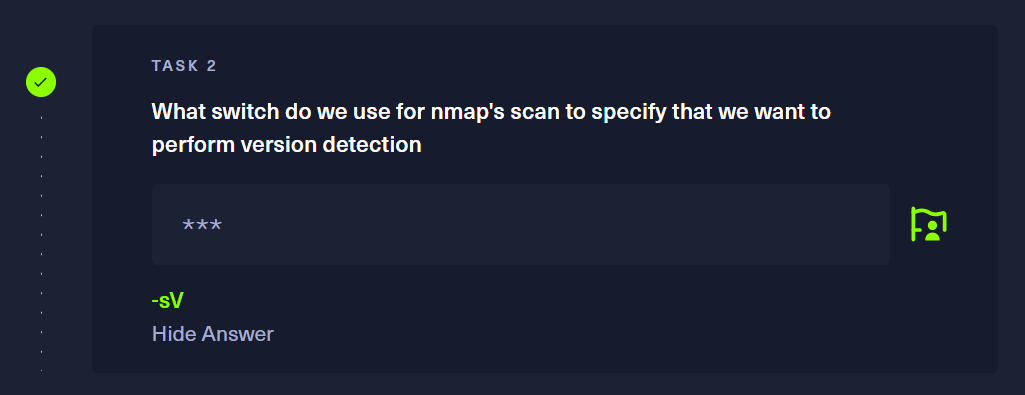 TASK 2
What switch do we use for nmap's scan to specify that we want to
perform version detection
***
-sV
Hide Answer